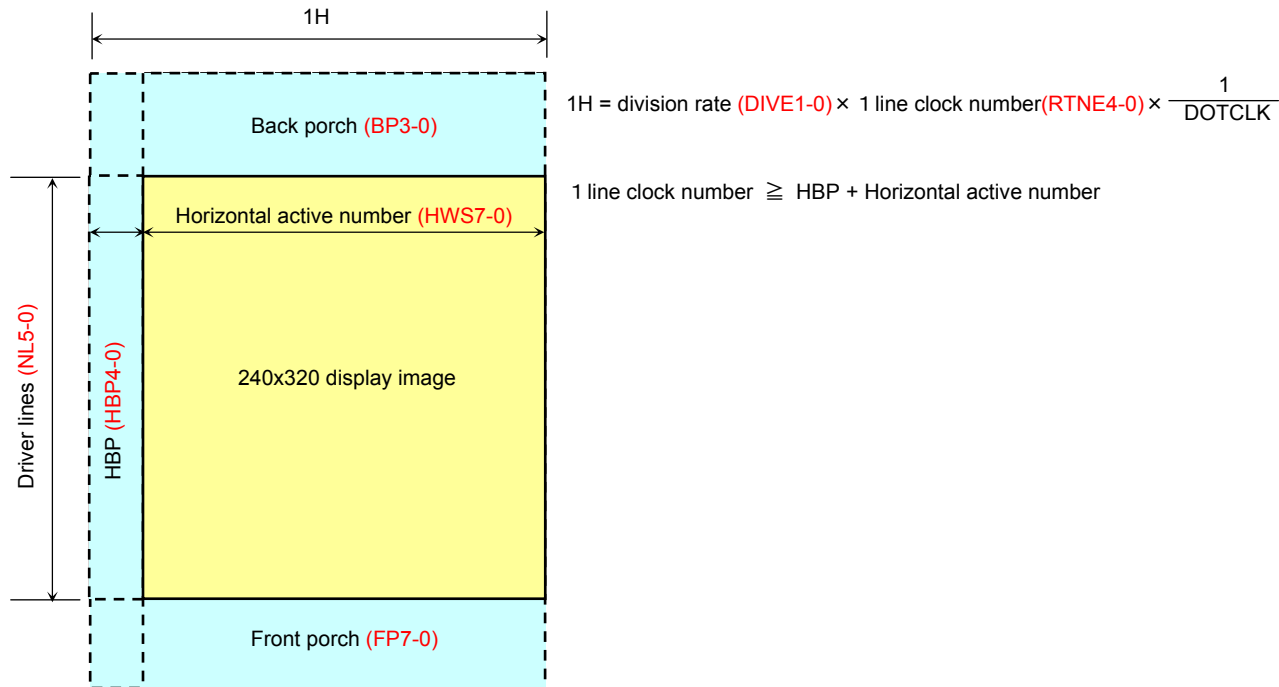 1H
1H = division rate (DIVE1-0) × 1 line clock number(RTNE4-0) × 1
DOTCLK
Back porch (BP3-0)
1 line clock number ≧ HBP + Horizontal active number
Horizontal active number (HWS7-0)
Driver lines (NL5-0)
HBP (HBP4-0)
240x320 display image
Front porch (FP7-0)